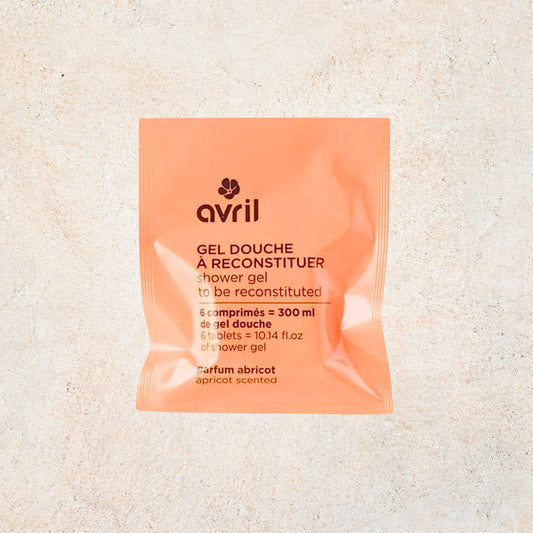 avril
GEL DOUCHE
À RECONSTITUER
shower gel
to be reconstituted
6 comprimés = 300 ml
de gel douche
6 tablets = 10.14 fl.oz
of shower gel
parfum abricot
apricot scented